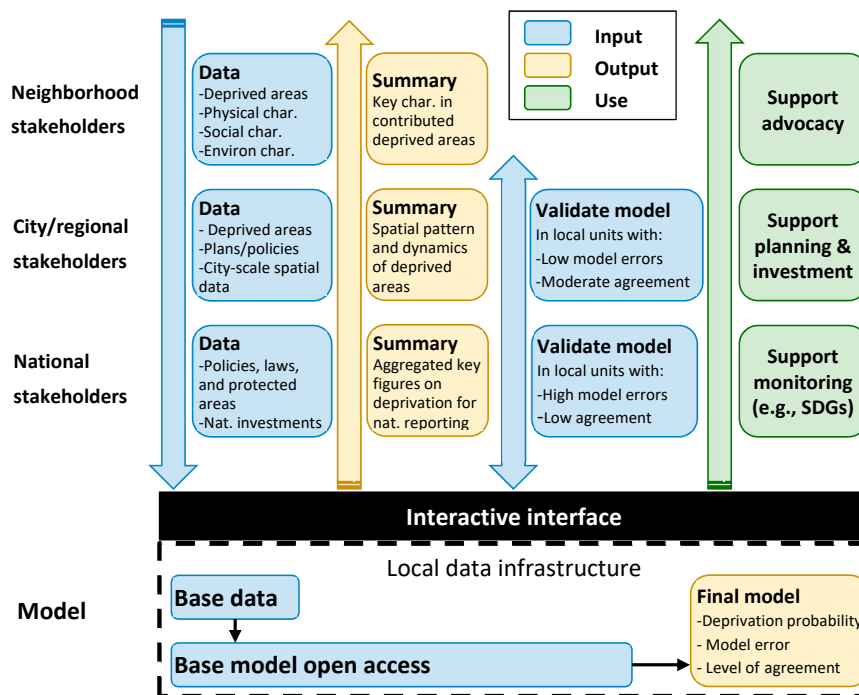 Input
Output
Use
Neighborhood
stakeholders
Data
-Deprived areas
-Physical char.
-Social char.
-Environ char.
Summary
Key char. in
contributed
deprived areas
Support
advocacy
City/regional
stakeholders
Data
- Deprived areas
-Plans/policies
-City-scale spatial
data
Summary
Spatial pattern
and dynamics
of deprived
areas
Validate model
In local units with:
-Low model errors
-Moderate agreement
Support
planning &
investment
National
stakeholders
Data
-Policies, laws,
and protected
areas
-Nat. investments
Summary
Aggregated key
figures on
deprivation for
nat. reporting
Validate model
In local units with:
-High model errors
-Low agreement
Support
monitoring
(e.g., SDGs)
Interactive interface
Local data infrastructure
Model
Base data
Base model open access
Final model
-Deprivation probability
- Model error
- Level of agreement